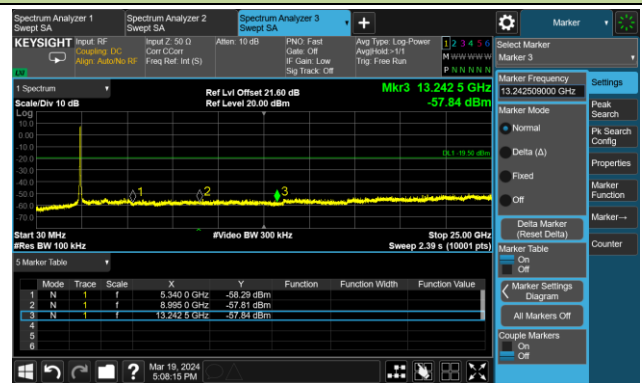 Spectrum Analyzer 1
Swept SA
Spectrum Analyzer 2
Swept SA
Spectrum Analyzer 3
Swept SA
Marker
KEYSIGHT
Input: RF
Coupling: DC
Align: Auto/No RF
Input Z: 50 Ω
Corr CCorr
Freq Ref: Int (S)
Atten: 10 dB
PNO: Fast
Gate: Off
IF Gain: Low
Sig Track: Off
Avg Type: Log-Power
Avg|Hold:>1/1
Trig: Free Run
1 2 3 4 5 6
M W W W W W
P N N N N N
LU
Select Marker
Marker 3
1 Spectrum
Scale/Div 10 dB
Ref Lvl Offset 21.60 dB
Ref Level 20.00 dBm
Mkr3 13.242 5 GHz
-57.84 dBm
Log
10.0
0.00
-10.0
-20.0
-30.0
-40.0
-50.0
-60.0
-70.0
DL1 -19.50 dBm
1
2
3
Start 30 MHz
#Res BW 100 kHz
#Video BW 300 kHz
Stop 25.00 GHz
Sweep 2.39 s (10001 pts)
5 Marker Table
Mode Trace Scale X Y Function Function Width Function Value
1 N 1 f 5.340 0 GHz -58.29 dBm
2 N 1 f 8.995 0 GHz -57.81 dBm
3 N 1 f 13.242 5 GHz -57.84 dBm
4
5
6
Marker Frequency
13.242509000 GHz
Marker Mode
Normal
Delta (Δ)
Fixed
Off
Delta Marker
(Reset Delta)
Marker Table
On
Off
Marker Settings
Diagram
All Markers Off
Couple Markers
On
Off
Settings
Peak
Search
Pk Search
Config
Properties
Marker
Function
Marker→
Counter
Mar 19, 2024
5:08:15 PM